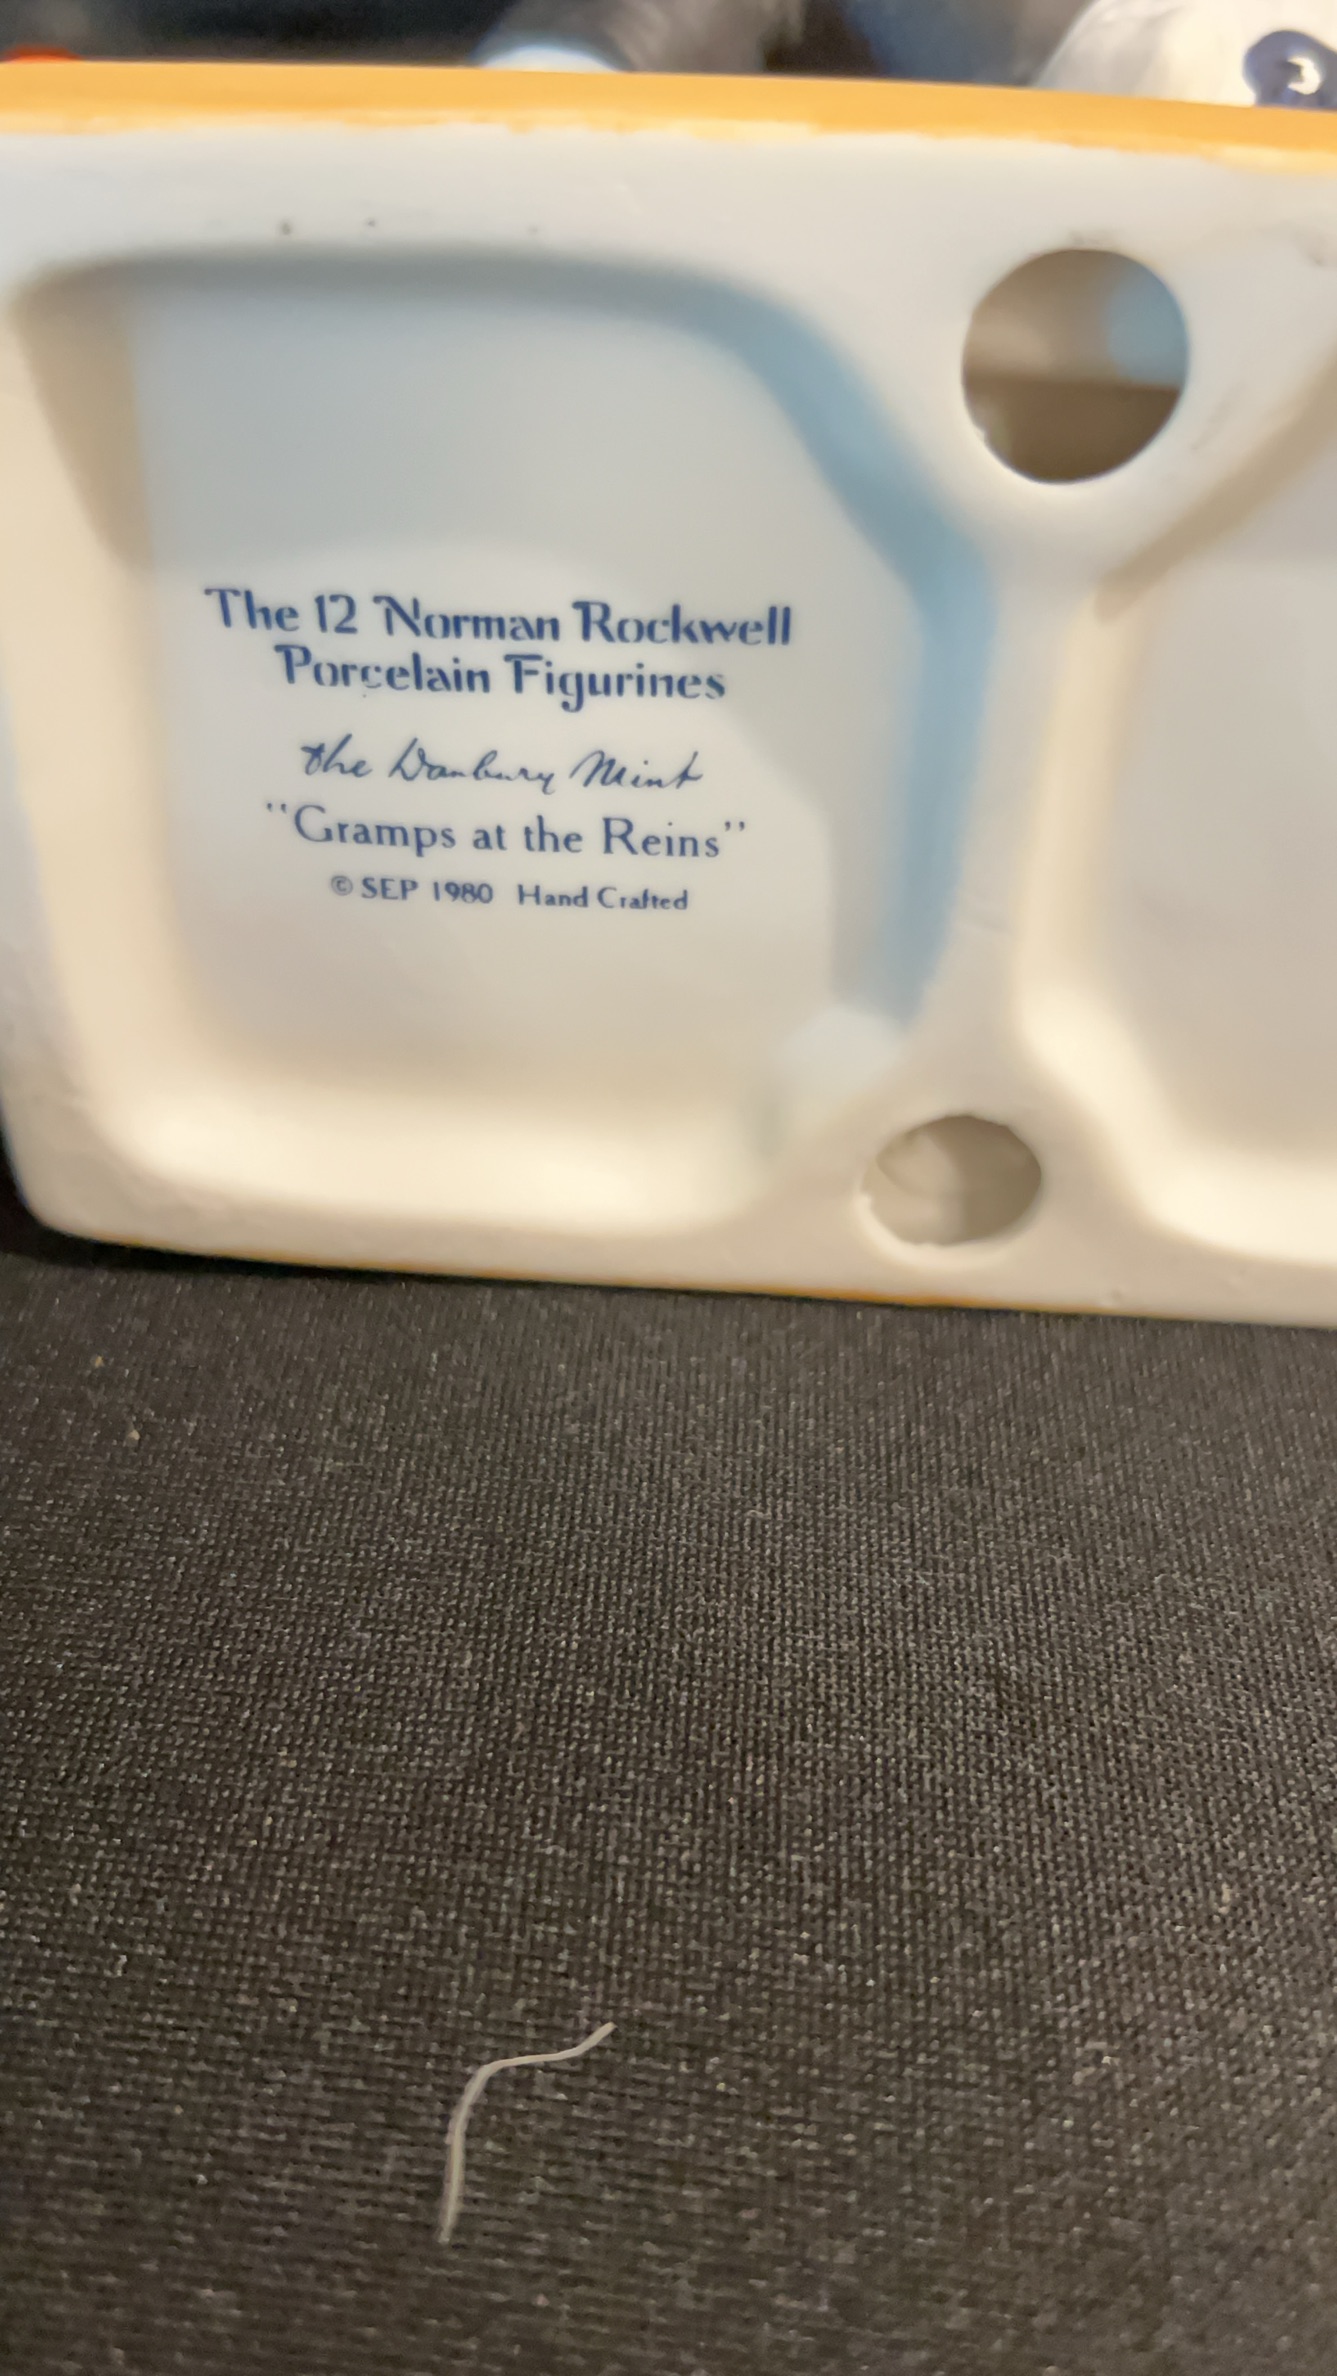 The 12 Norman Rockwell
Porcelain Figurines
the Danbury Mint
"Gramps at the Reins"
© SEP 1980 Hand Crafted